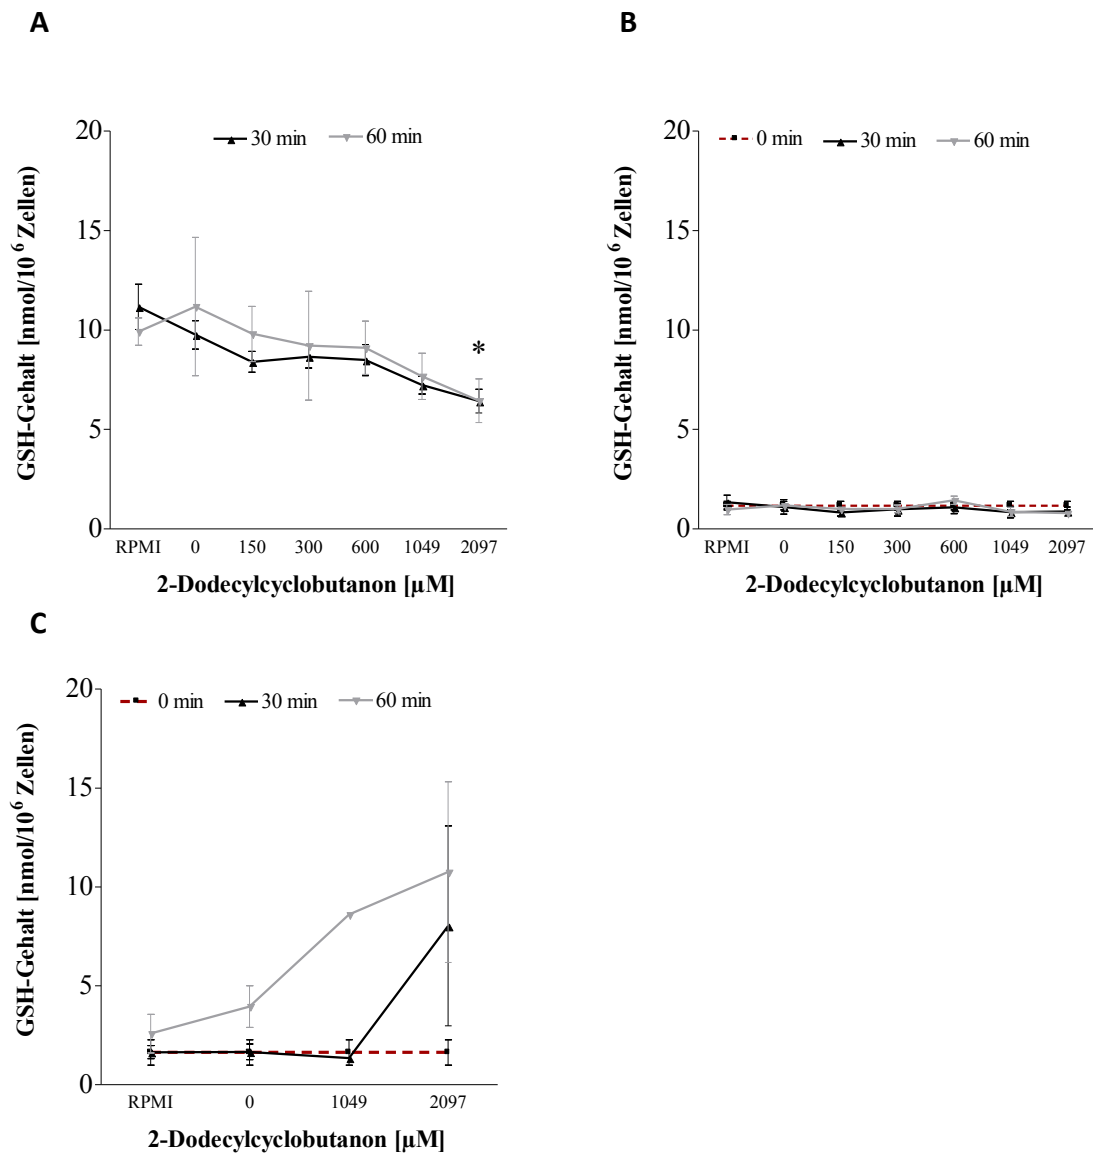 A
30 min 60 min
20
15
10
5
0
GSH-Gehalt [nmol/10⁶ Zellen)
*
RPMI 0 150 300 600 1049 2097
2-Dodecylcyclobutanon [µM]
B
0 min 30 min 60 min
20
15
10
5
0
GSH-Gehalt [nmol/10⁶ Zellen)
RPMI 0 150 300 600 1049 2097
2-Dodecylcyclobutanon [µM]
C
0 min 30 min 60 min
20
15
10
5
0
GSH-Gehalt [nmol/10⁶ Zellen)
RPMI 0 1049 2097
2-Dodecylcyclobutanon [µM]